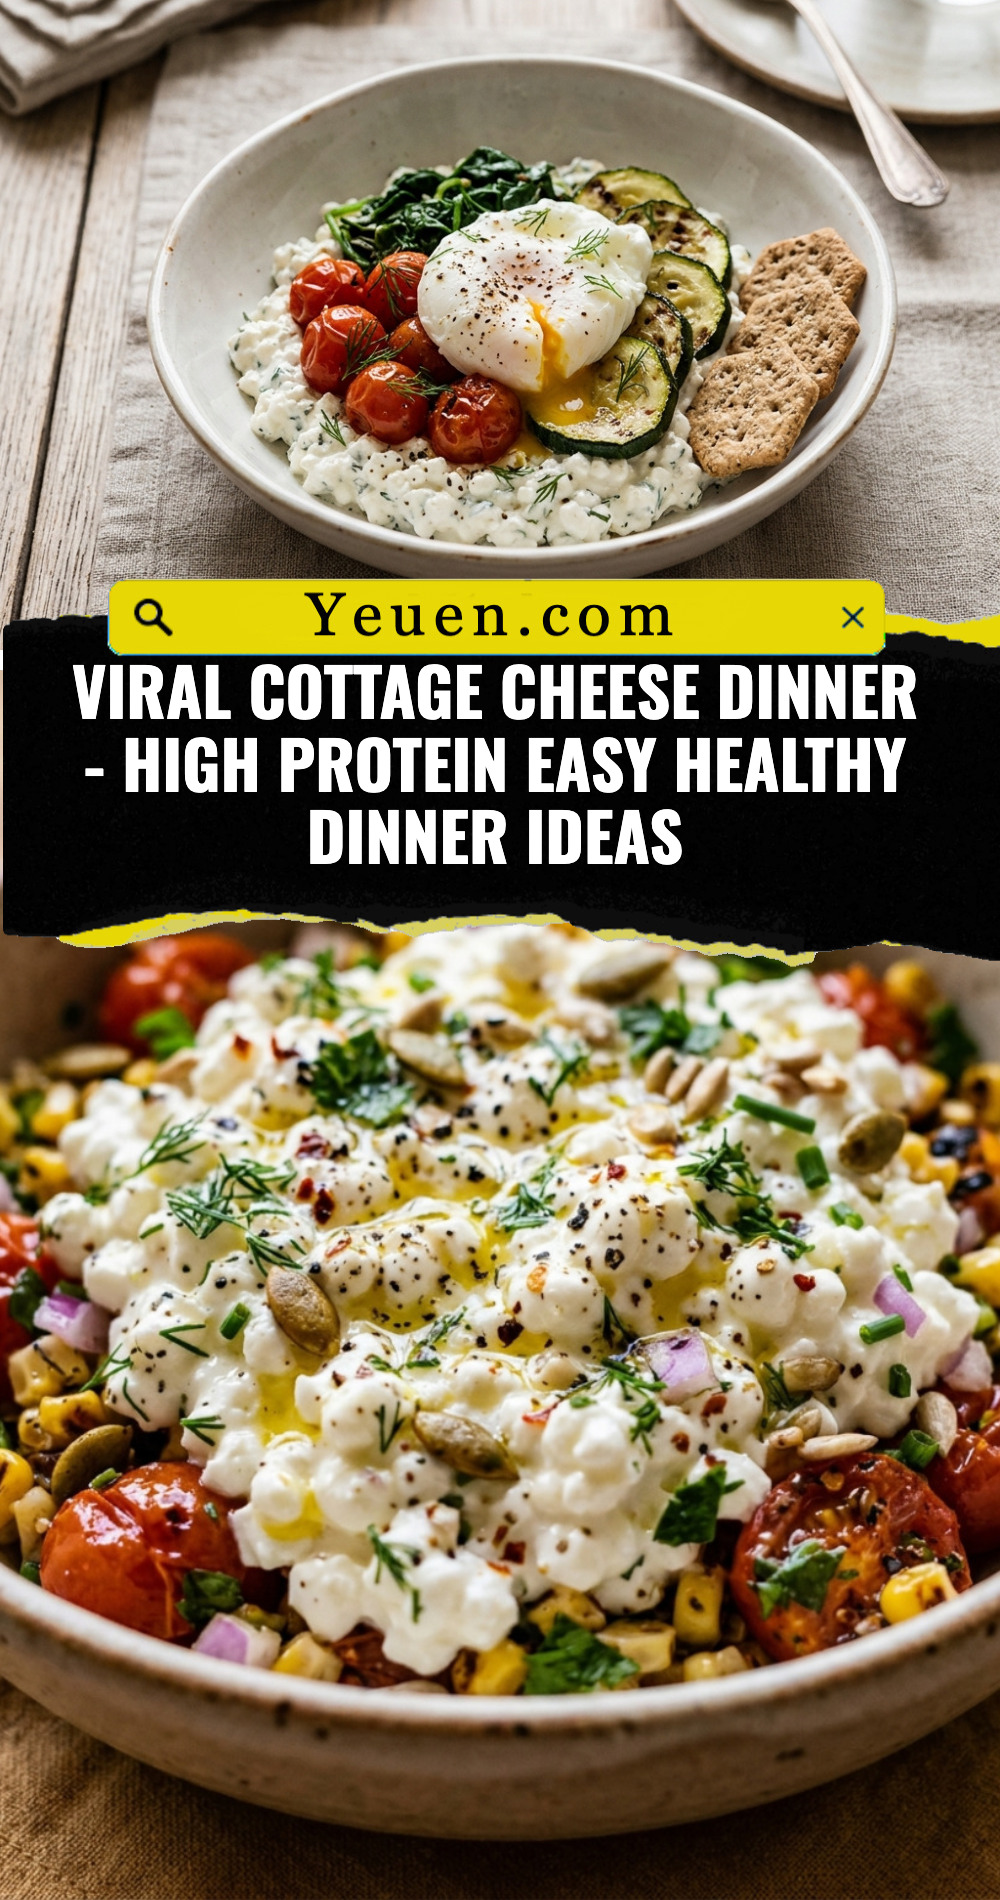 Yeuen.com
VIRAL COTTAGE CHEESE DINNER
- HIGH PROTEIN EASY HEALTHY
DINNER IDEAS